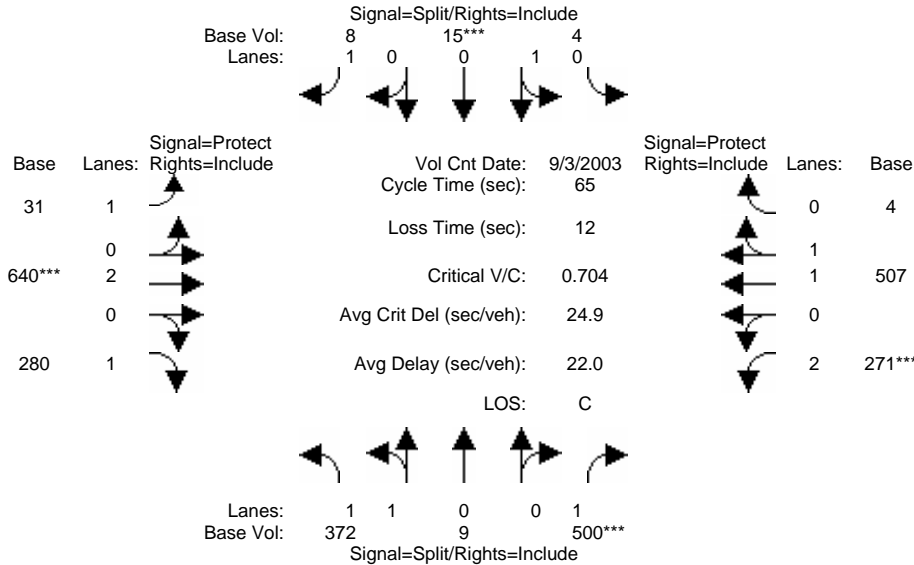 Signal=Split/Rights=Include
Base Vol: 8 15*** 4
Lanes: 1 0 0 1 0
Signal=Protect Signal=Protect
Base Lanes: Rights=Include Vol Cnt Date: 9/3/2003 Rights=Include Lanes: Base
Cycle Time (sec): 65
31 1 0 4
Loss Time (sec): 12
0 1
640*** 2 Critical V/C: 0.704 1 507
0 Avg Crit Del (sec/veh): 24.9 0
280 1 Avg Delay (sec/veh): 22.0 2 271***
LOS: C
Lanes: 1 1 0 0 1
Base Vol: 372 9 500***
Signal=Split/Rights=Include